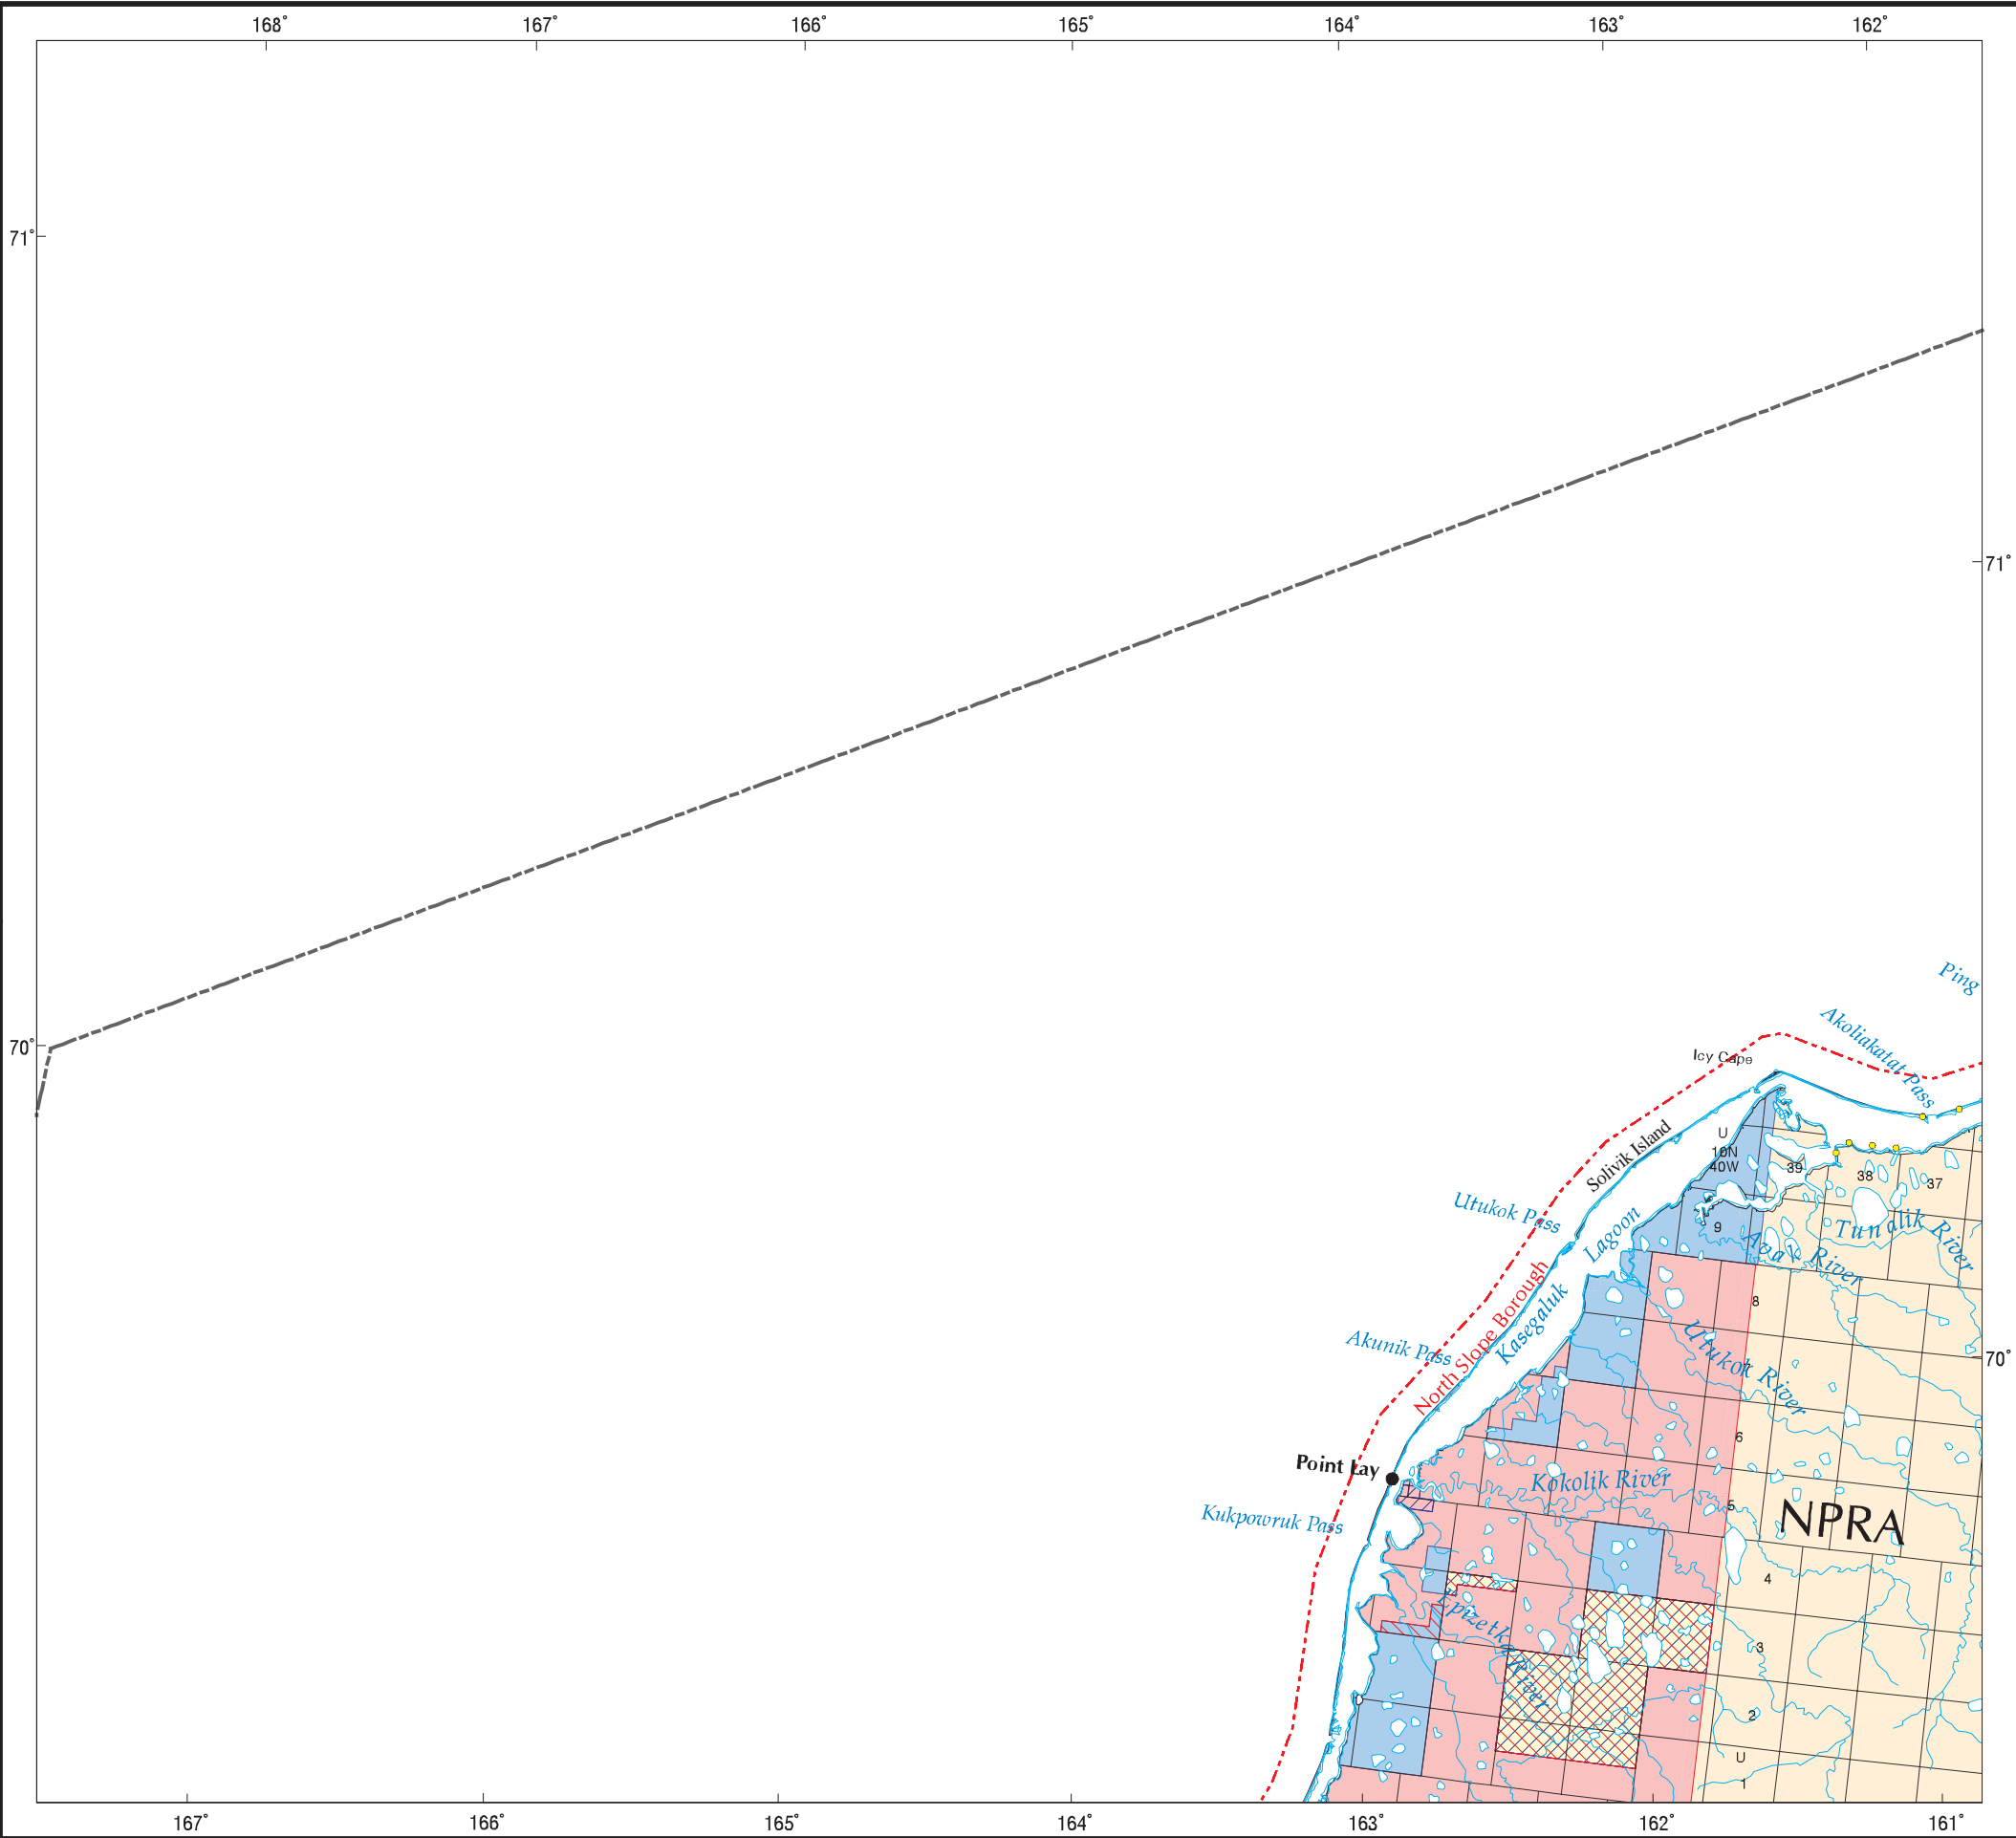 168° 167° 166° 165° 164° 163° 162°
71°
71°
Ping
Akoliakatat Pass
70°
Icy Cape
Solivik Island
U
10N
40W
39
38
37
Utukok Pass
Lagoon
9
Tunalik River
Avak River
North Slope Borough
Kasegaluk
8
Utukok River
Akunik Pass
70°
6
Point Lay
Kokolik River
5
NPRA
Kukpowruk Pass
4
Epizetka River
3
2
U
1
167° 166° 165° 164° 163° 162° 161°